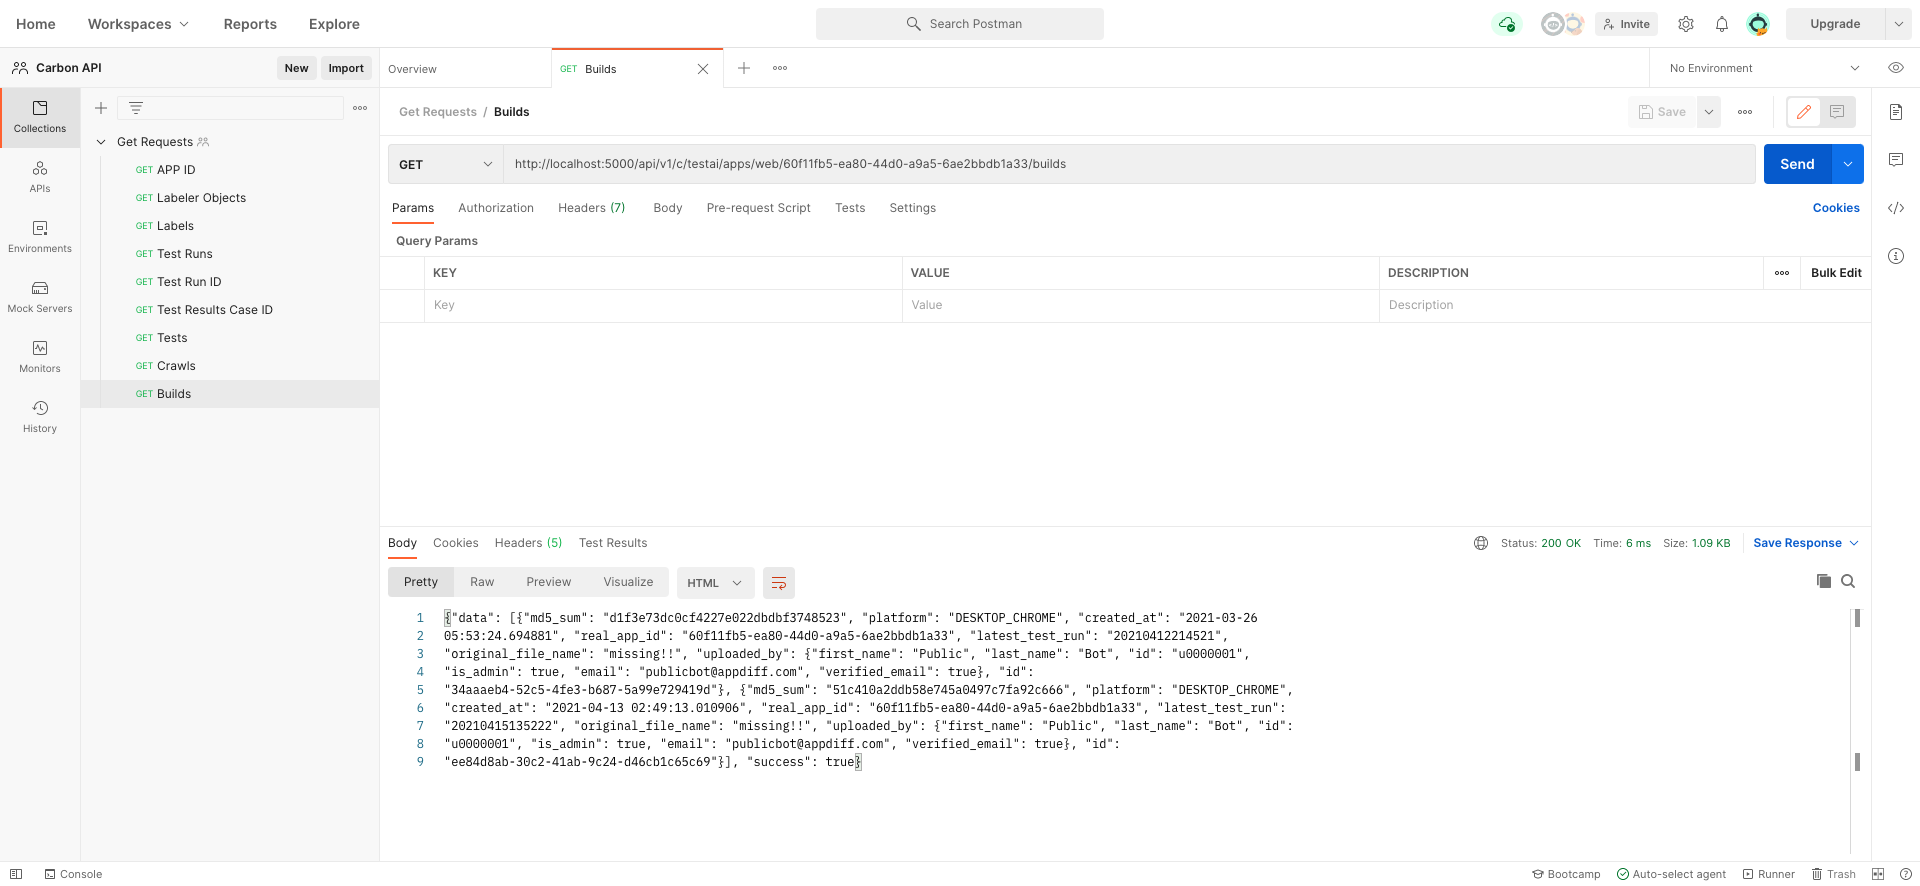 Home Workspaces Reports Explore Search Postman Invite Upgrade
Carbon API New Import Overview GET Builds No Environment
Collections
APIs
Environments
Mock Servers
Monitors
History
Get Requests
GET APP ID
GET Labeler Objects
GET Labels
GET Test Runs
GET Test Run ID
GET Test Results Case ID
GET Tests
GET Crawls
GET Builds
Get Requests / Builds Save
GET http://localhost:5000/api/v1/c/testai/apps/web/60f11fb5-ea80-44d0-a9a5-6ae2bbdb1a33/builds Send
Params Authorization Headers (7) Body Pre-request Script Tests Settings Cookies
Query Params
KEY VALUE DESCRIPTION Bulk Edit
Key Value Description
Body Cookies Headers (5) Test Results Status: 200 OK Time: 6 ms Size: 1.09 KB Save Response
Pretty Raw Preview Visualize HTML
1 {"data": [{"md5_sum": "d1f3e73dc0cf4227e022dbdbf3748523", "platform": "DESKTOP_CHROME", "created_at": "2021-03-26
2 05:53:24.694881", "real_app_id": "60f11fb5-ea80-44d0-a9a5-6ae2bbdb1a33", "latest_test_run": "20210412214521",
3 "original_file_name": "missing!!", "uploaded_by": {"first_name": "Public", "last_name": "Bot", "id": "u0000001",
4 "is_admin": true, "email": "publicbot@appdiff.com", "verified_email": true}, "id":
5 "34aaaeb4-52c5-4fe3-b687-5a99e729419d"}, {"md5_sum": "51c410a2ddb58e745a0497c7fa92c666", "platform": "DESKTOP_CHROME",
6 "created_at": "2021-04-13 02:49:13.010906", "real_app_id": "60f11fb5-ea80-44d0-a9a5-6ae2bbdb1a33", "latest_test_run":
7 "20210415135222", "original_file_name": "missing!!", "uploaded_by": {"first_name": "Public", "last_name": "Bot", "id":
8 "u0000001", "is_admin": true, "email": "publicbot@appdiff.com", "verified_email": true}, "id":
9 "ee84d8ab-30c2-41ab-9c24-d46cb1c65c69"}], "success": true}
Console Bootcamp Auto-select agent Runner Trash